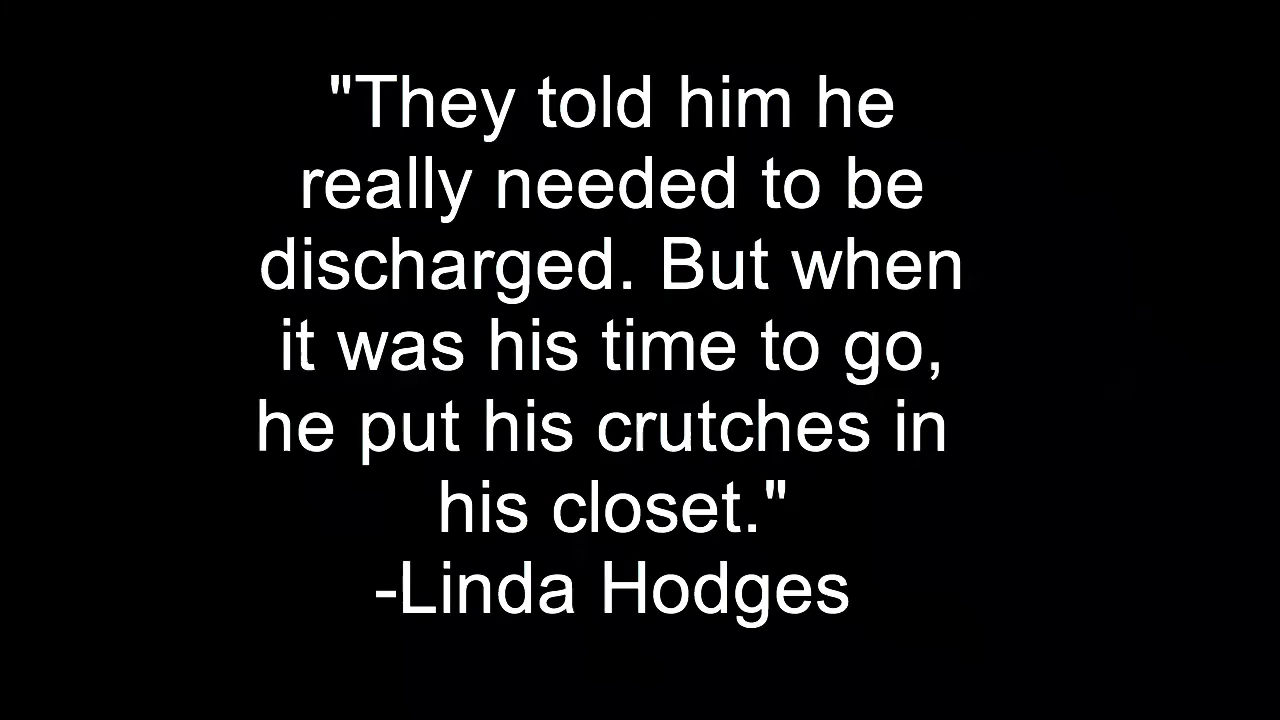 "They told him he
really needed to be
discharged. But when
it was his time to go,
he put his crutches in
his closet."
-Linda Hodges